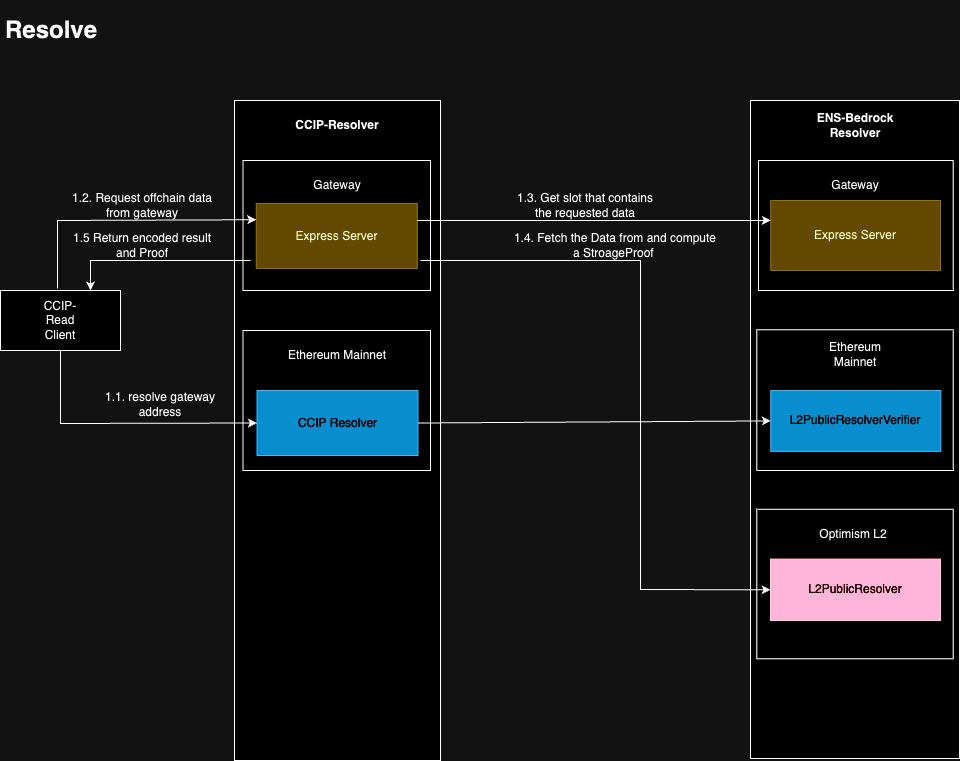 Resolve
CCIP-Resolver
ENS-Bedrock
Resolver
Gateway
Gateway
1.2. Request offchain data
from gateway
1.3. Get slot that contains
the requested data
Express Server
Express Server
1.5 Return encoded result
and Proof
1.4. Fetch the Data from and compute
a StroageProof
CCIP-
Read
Client
Ethereum Mainnet
Ethereum
Mainnet
1.1. resolve gateway
address
CCIP Resolver
L2PublicResolverVerifier
Optimism L2
L2PublicResolver